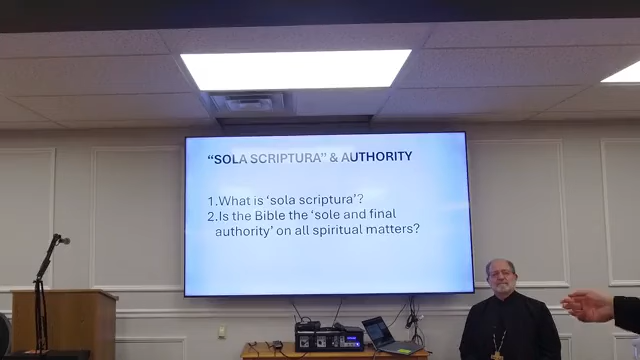 "SOLA SCRIPTURA" & AUTHORITY
1.What is 'sola scriptura'?
2.Is the Bible the 'sole and final
authority' on all spiritual matters?